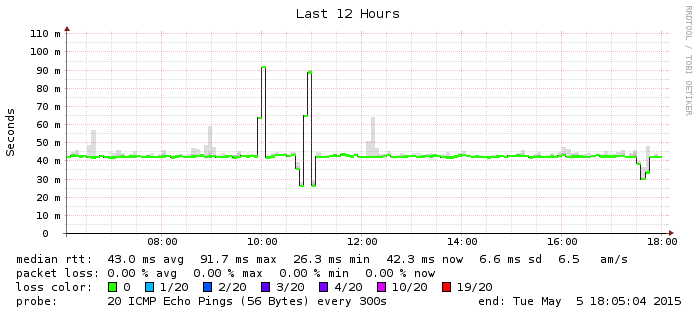 Last 12 Hours
RRDTOOL / TOBI OETIKER
Seconds
110 m
100 m
90 m
80 m
70 m
60 m
50 m
40 m
30 m
20 m
10 m
0
08:00 10:00 12:00 14:00 16:00 18:00
median rtt: 43.0 ms avg 91.7 ms max 26.3 ms min 42.3 ms now 6.6 ms sd 6.5 am/s
packet loss: 0.00 % avg 0.00 % max 0.00 % min 0.00 % now
loss color: 0 1/20 2/20 3/20 4/20 10/20 19/20
probe: 20 ICMP Echo Pings (56 Bytes) every 300s end: Tue May 5 18:05:04 2015